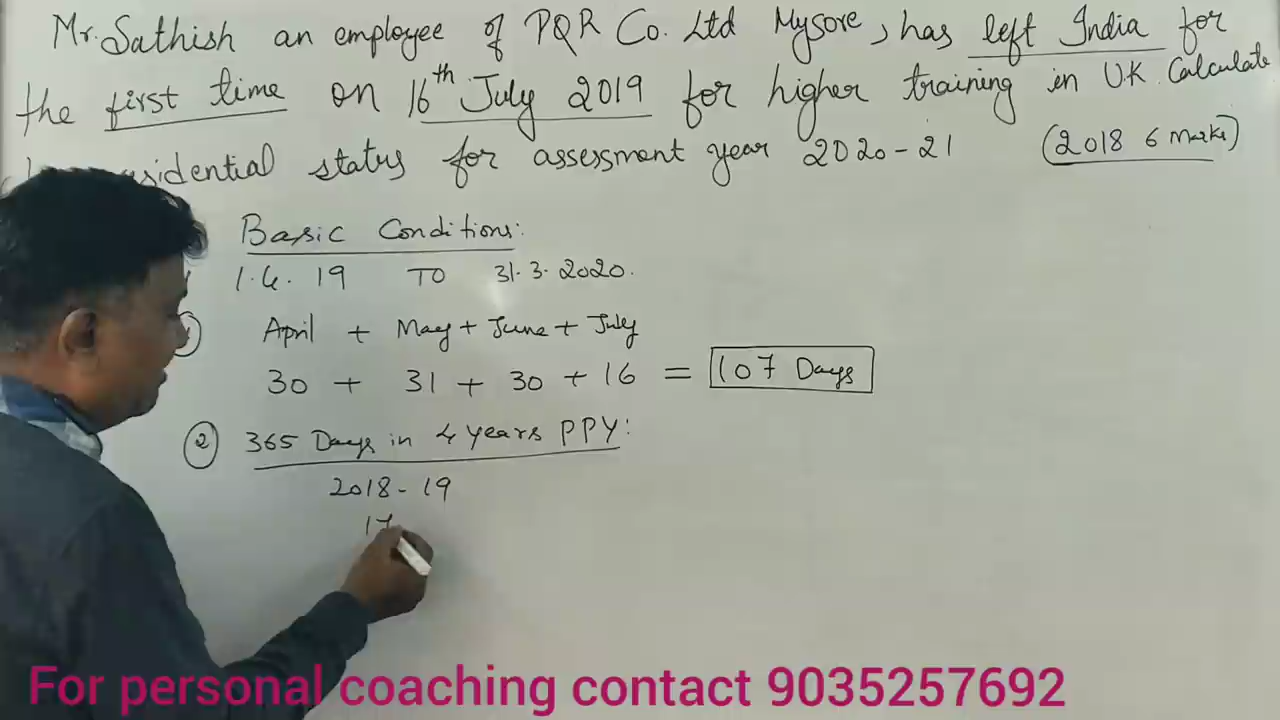 Mr. Sathish an employee of PQR Co. Ltd Mysore, has left India for
the first time on 16th July 2019 for higher training in UK. Calculate
status for assessment year 2020-21 (2018 6 Marks)
Basic Conditions:
1.4.19 TO 31.3.2020.
April + May + June + July
30 + 31 + 30 + 16 = 107 Days
② 365 Days in 4 years PPY:
2018-19
17
For personal coaching contact 9035257692